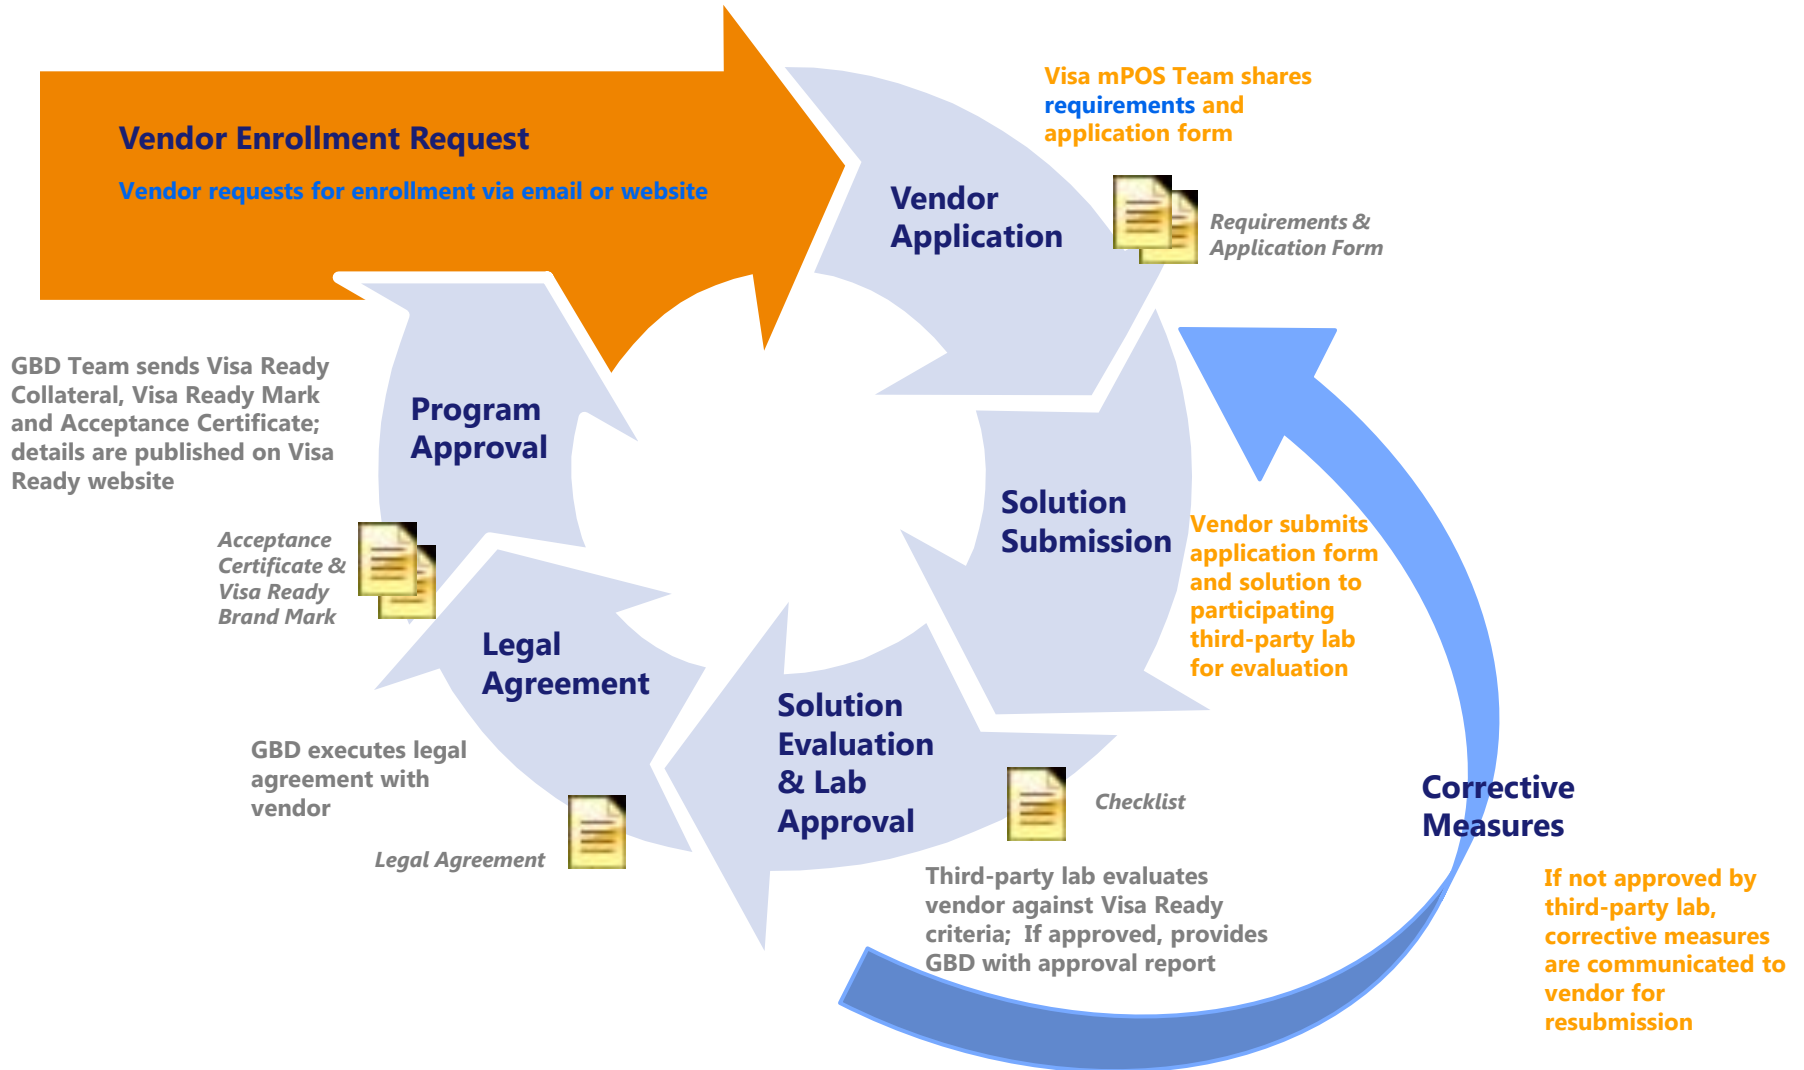 Vendor Enrollment Request
Vendor requests for enrollment via email or website
Visa mPOS Team shares
requirements and
application form
Vendor
Application
Requirements &
Application Form
Solution
Submission
Vendor submits
application form
and solution to
participating
third-party lab
for evaluation
Solution
Evaluation
& Lab
Approval
Checklist
Third-party lab evaluates
vendor against Visa Ready
criteria;  If approved, provides
GBD with approval report
Corrective
Measures
If not approved by
third-party lab,
corrective measures
are communicated to
vendor for
resubmission
Legal
Agreement
GBD executes legal
agreement with
vendor
Legal Agreement
Program
Approval
GBD Team sends Visa Ready
Collateral, Visa Ready Mark
and Acceptance Certificate;
details are published on Visa
Ready website
Acceptance
Certificate &
Visa Ready
Brand Mark